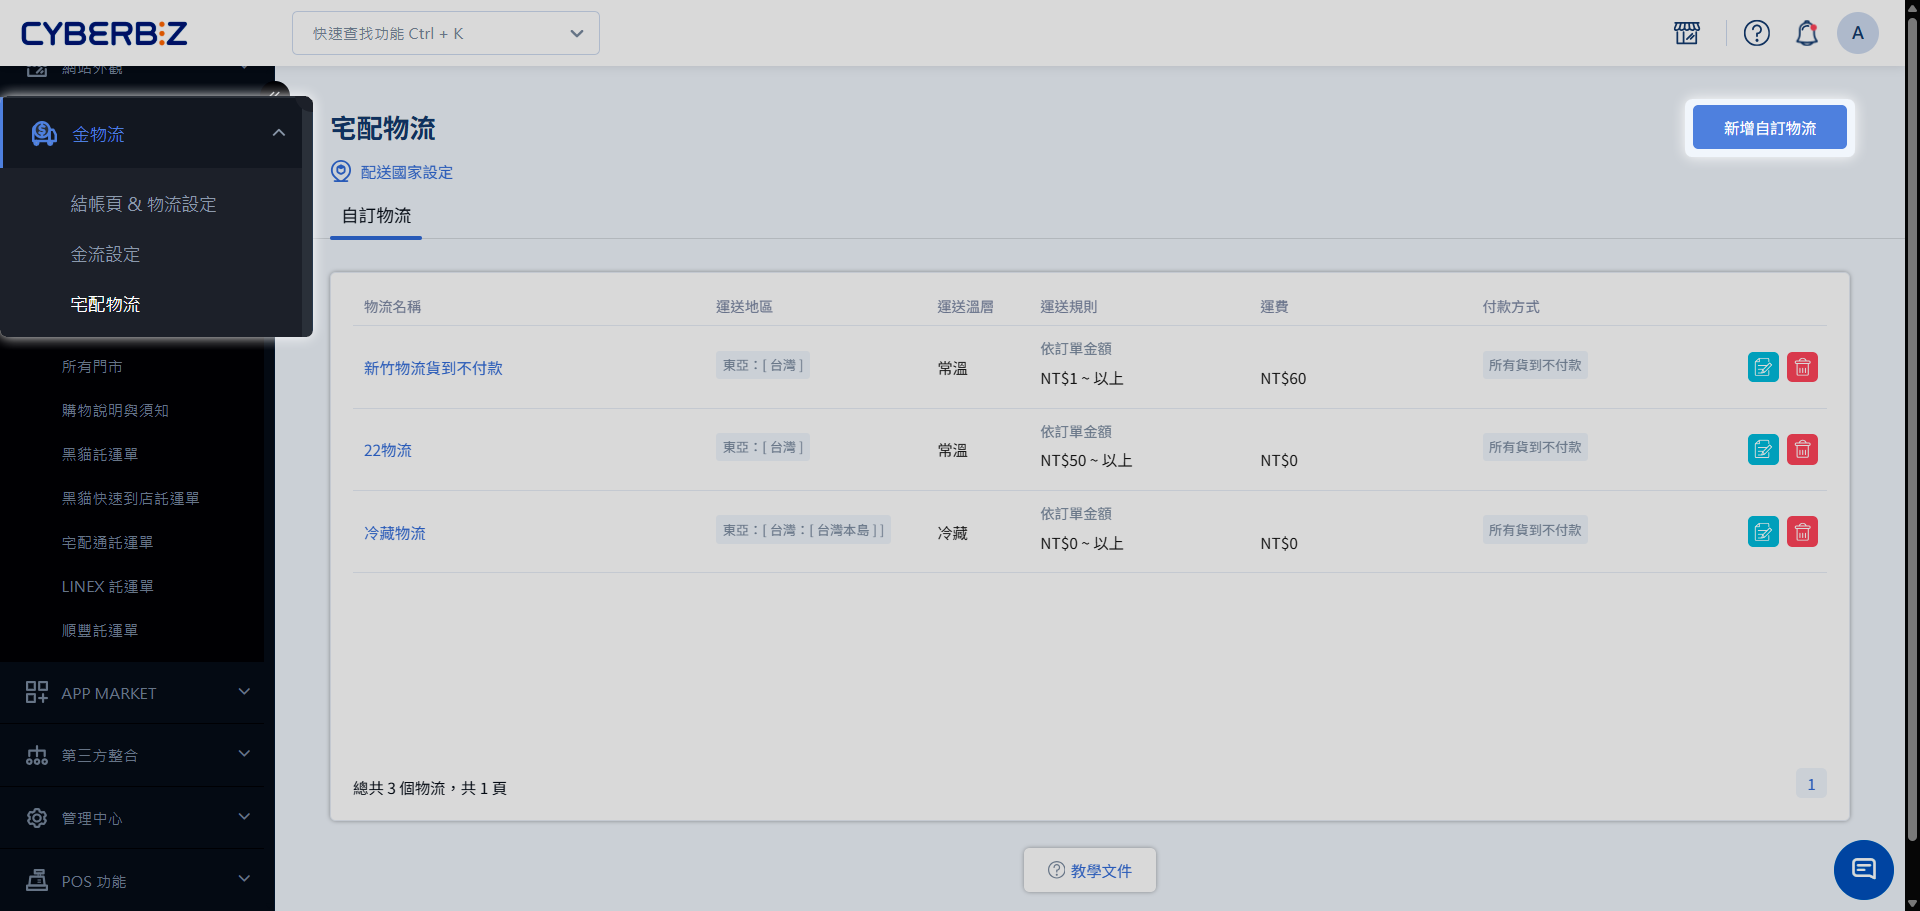 CYBERBIZ
快速查找功能 Ctrl + K
A
網站外觀
金物流
結帳頁 & 物流設定
金流設定
宅配物流
所有門市
購物說明與須知
黑貓託運單
黑貓快速到店託運單
宅配通託運單
LINEX 託運單
順豐託運單
APP MARKET
第三方整合
管理中心
POS 功能
宅配物流
新增自訂物流
配送國家設定
自訂物流
物流名稱 運送地區 運送溫層 運送規則 運費 付款方式
新竹物流貨到不付款 東亞：[ 台灣 ] 常溫 依訂單金額 NT$1 ~ 以上 NT$60 所有貨到不付款
22物流 東亞：[ 台灣 ] 常溫 依訂單金額 NT$50 ~ 以上 NT$0 所有貨到不付款
冷藏物流 東亞：[ 台灣：[ 台灣本島 ] ] 冷藏 依訂單金額 NT$0 ~ 以上 NT$0 所有貨到不付款
總共 3 個物流，共 1 頁
1
教學文件